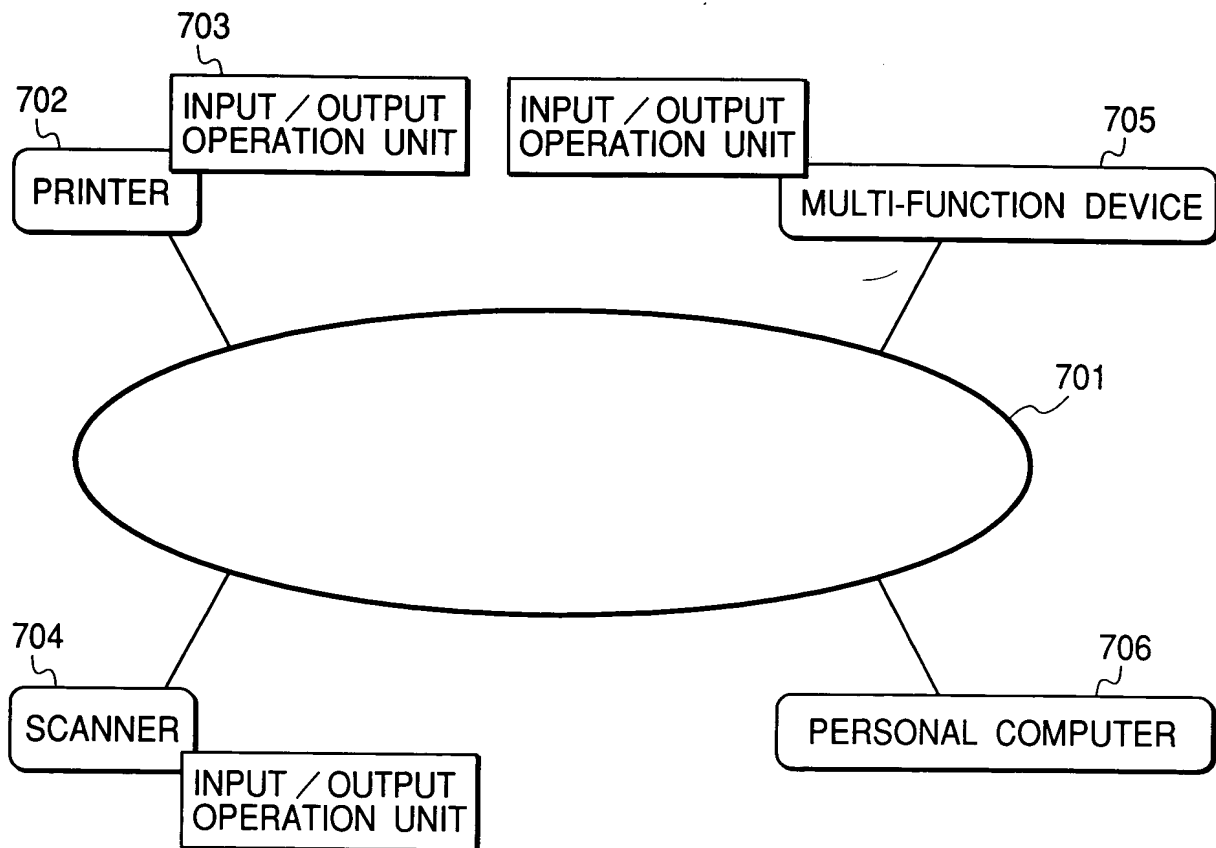 703
702
INPUT / OUTPUT
OPERATION UNIT
INPUT / OUTPUT
OPERATION UNIT
705
PRINTER
MULTI-FUNCTION DEVICE
701
704
706
SCANNER
PERSONAL COMPUTER
INPUT / OUTPUT
OPERATION UNIT